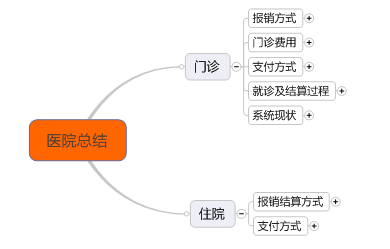 医院总结
门诊
报销方式
门诊费用
支付方式
就诊及结算过程
系统现状
住院
报销结算方式
支付方式